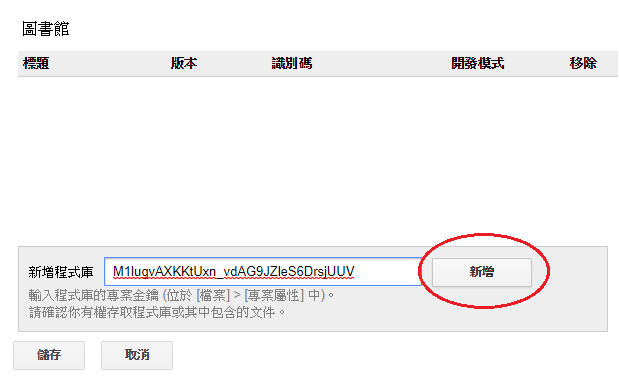 圖書館
標題 版本 識別碼 開發模式 移除
新增程式庫 M1lugvAXKKtUxn_vdAG9JZleS6DrsjUUV 新增
輸入程式庫的專案金鑰 (位於 [檔案] > [專案屬性] 中)。
請確認你有權存取程式庫或其中包含的文件。
儲存 取消